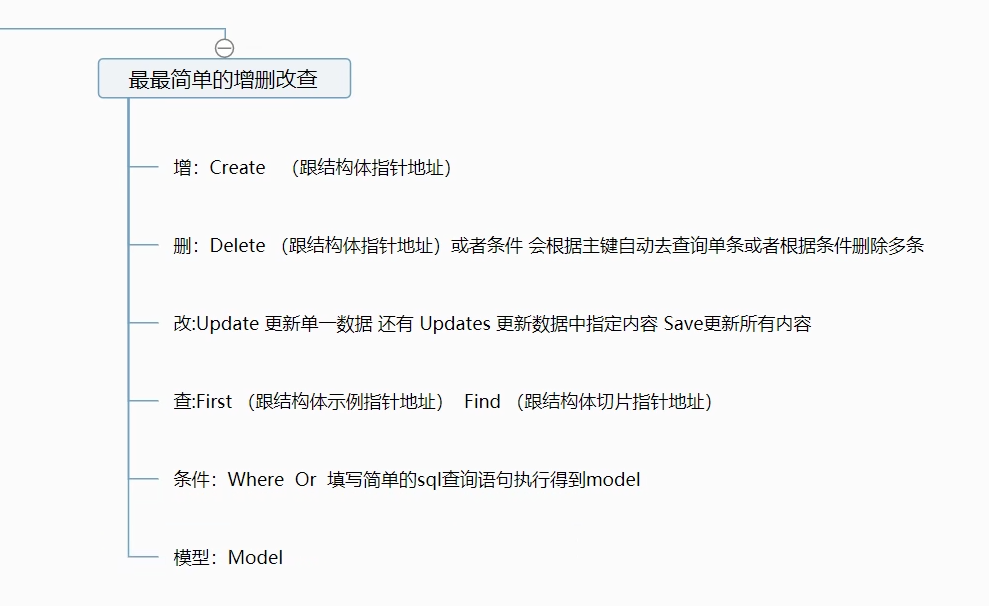 最最简单的增删改查
增：Create （跟结构体指针地址）
删：Delete （跟结构体指针地址）或者条件 会根据主键自动去查询单条或者根据条件删除多条
改:Update 更新单一数据 还有 Updates 更新数据中指定内容 Save更新所有内容
查:First （跟结构体示例指针地址） Find （跟结构体切片指针地址）
条件：Where Or 填写简单的sql查询语句执行得到model
模型：Model